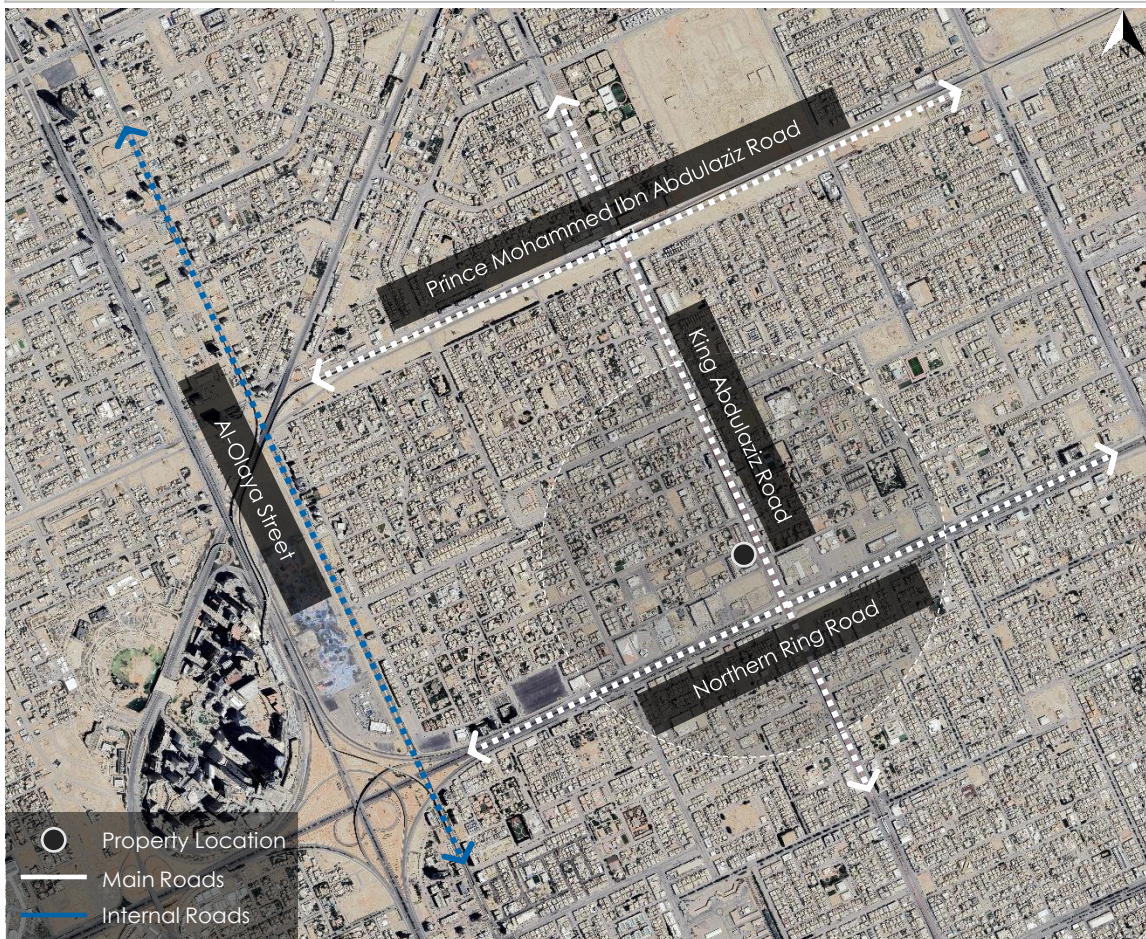 Prince Mohammed Ibn Abdulaziz Road
King Abdulaziz Road
Al-Olaya Street
Northern Ring Road
Property Location
Main Roads
Internal Roads